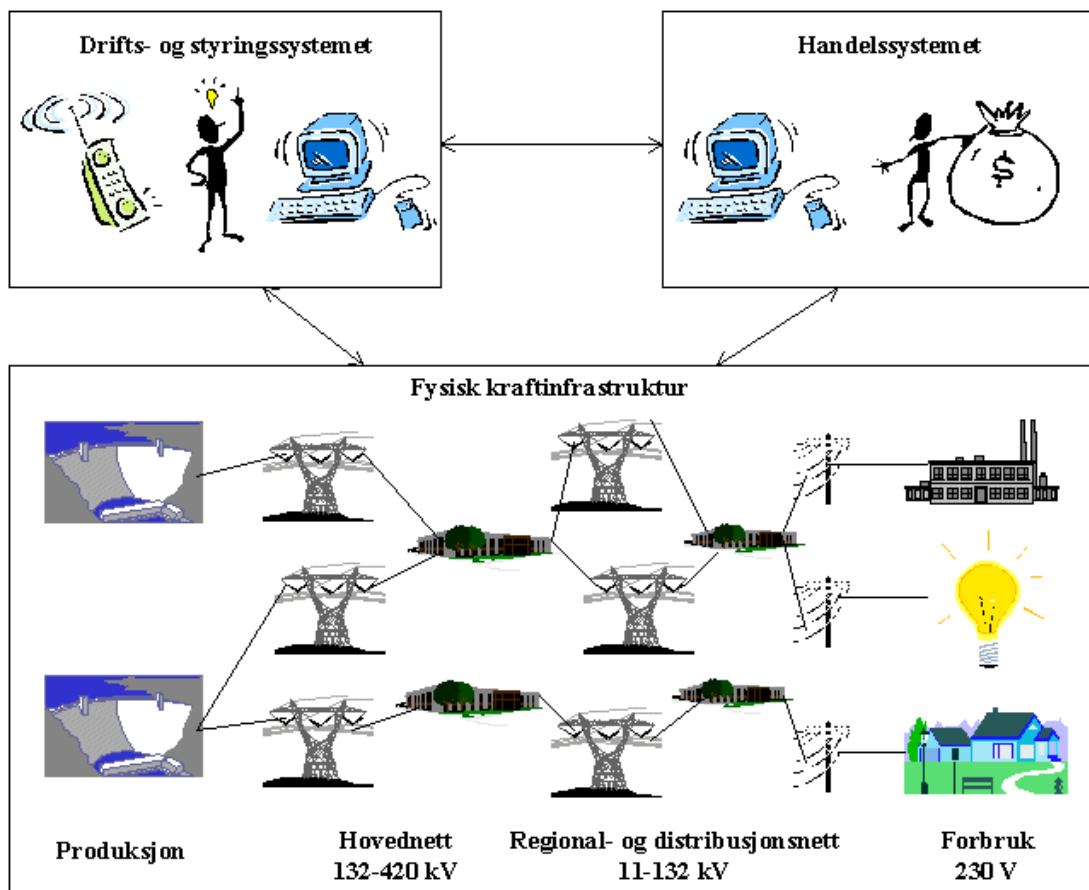 Drifts- og styringssystemet
Handelssystemet
$
Fysisk kraftinfrastruktur
Produksjon
Hovednett
132-420 kV
Regional- og distribusjonsnett
11-132 kV
Forbruk
230 V